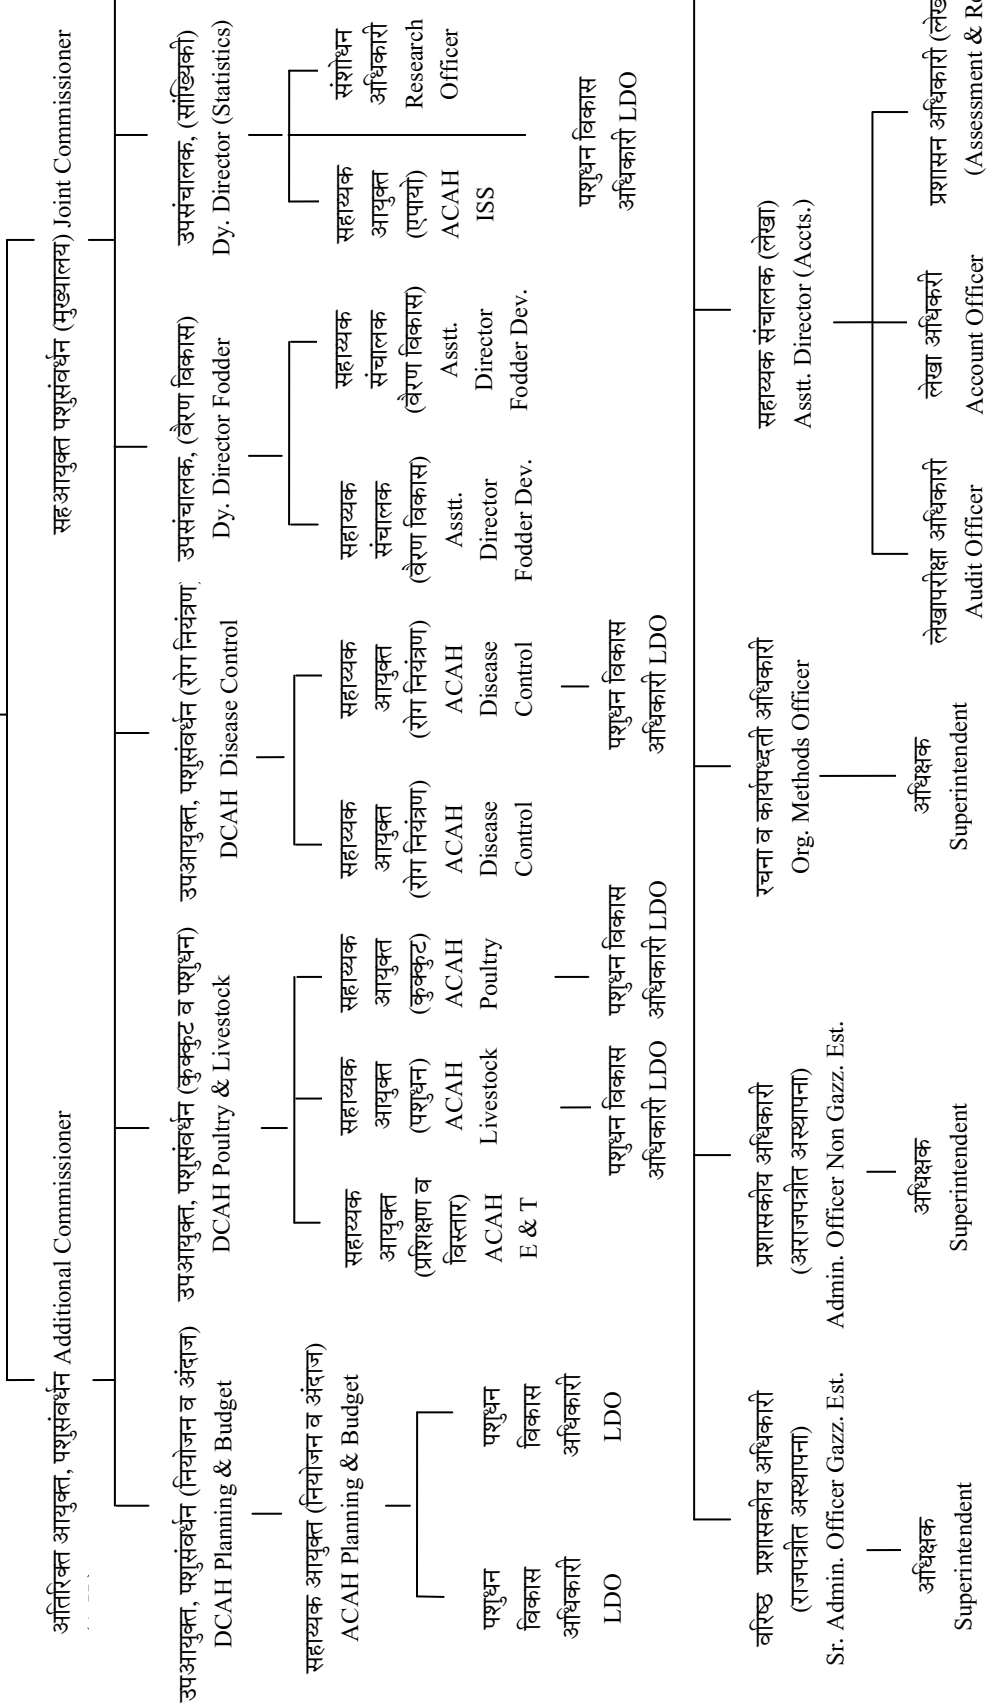 अतिरिक्त आयुक्त, पशुसंवर्धन Additional Commissioner
सहआयुक्त पशुसंवर्धन (मुख्यालय) Joint Commissioner
उपआयुक्त, पशुसंवर्धन (नियोजन व अंदाज)
DCAH Planning & Budget
उपआयुक्त, पशुसंवर्धन (कुक्कुट व पशुधन)
DCAH Poultry & Livestock
उपआयुक्त, पशुसंवर्धन (रोग नियंत्रण)
DCAH Disease Control
उपसंचालक, (वैरण विकास)
Dy. Director Fodder
उपसंचालक, (सांख्यिकी)
Dy. Director (Statistics)
सहाय्यक आयुक्त (नियोजन व अंदाज)
ACAH Planning & Budget
सहाय्यक
आयुक्त
(प्रशिक्षण व
विस्तार)
ACAH
E & T
सहाय्यक
आयुक्त
(पशुधन)
ACAH
Livestock
सहाय्यक
आयुक्त
(कुक्कुट)
ACAH
Poultry
सहाय्यक
आयुक्त
(रोग नियंत्रण)
ACAH
Disease
Control
सहाय्यक
आयुक्त
(रोग नियंत्रण)
ACAH
Disease
Control
सहाय्यक
संचालक
(वैरण विकास)
Asstt.
Director
Fodder Dev.
सहाय्यक
संचालक
(वैरण विकास)
Asstt.
Director
Fodder Dev.
सहाय्यक
आयुक्त
(एपायो)
ACAH
ISS
संशोधन
अधिकारी
Research
Officer
पशुधन
विकास
अधिकारी
LDO
पशुधन
विकास
अधिकारी
LDO
पशुधन विकास
अधिकारी LDO
पशुधन विकास
अधिकारी LDO
पशुधन विकास
अधिकारी LDO
पशुधन विकास
अधिकारी LDO
वरिष्ठ प्रशासकीय अधिकारी
(राजपत्रीत अस्थापना)
Sr. Admin. Officer Gazz. Est.
प्रशासकीय अधिकारी
(अराजपत्रीत अस्थापना)
Admin. Officer Non Gazz. Est.
रचना व कार्यपध्दती अधिकारी
Org. Methods Officer
सहाय्यक संचालक (लेखा)
Asstt. Director (Accts.)
अधिक्षक
Superintendent
अधिक्षक
Superintendent
अधिक्षक
Superintendent
लेखापरीक्षा अधिकारी
Audit Officer
लेखा अधिकरी
Account Officer
प्रशासन अधिकारी (लेखा
(Assessment & Re